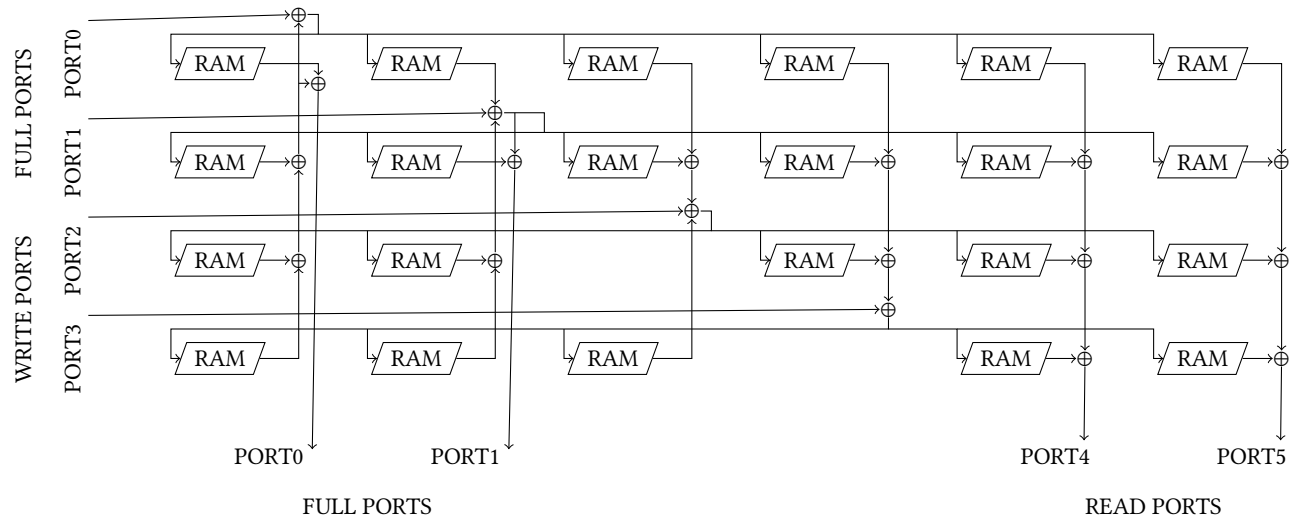 FULL PORTS
WRITE PORTS
PORT0
PORT1
PORT2
PORT3
RAM RAM RAM RAM RAM RAM
RAM RAM RAM RAM RAM RAM
RAM RAM RAM RAM RAM
RAM RAM RAM RAM RAM
PORT0 PORT1 PORT4 PORT5
FULL PORTS READ PORTS